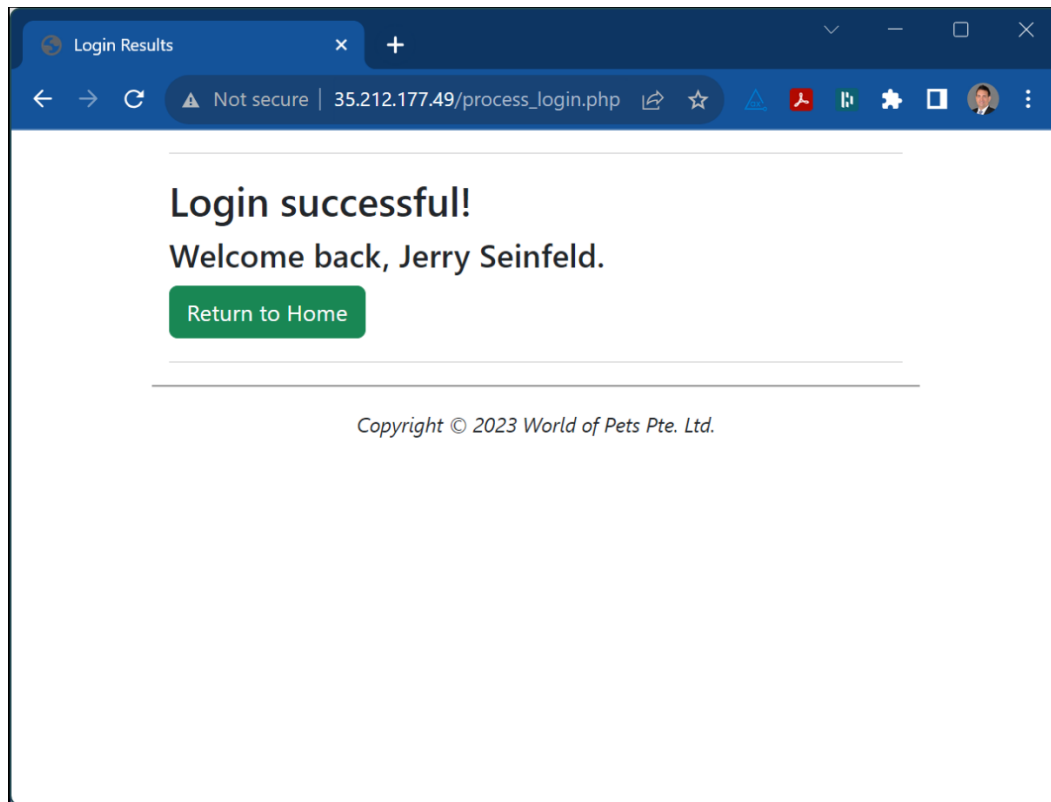 Login Results
Not secure | 35.212.177.49/process_login.php
Login successful!
Welcome back, Jerry Seinfeld.
Return to Home
Copyright © 2023 World of Pets Pte. Ltd.